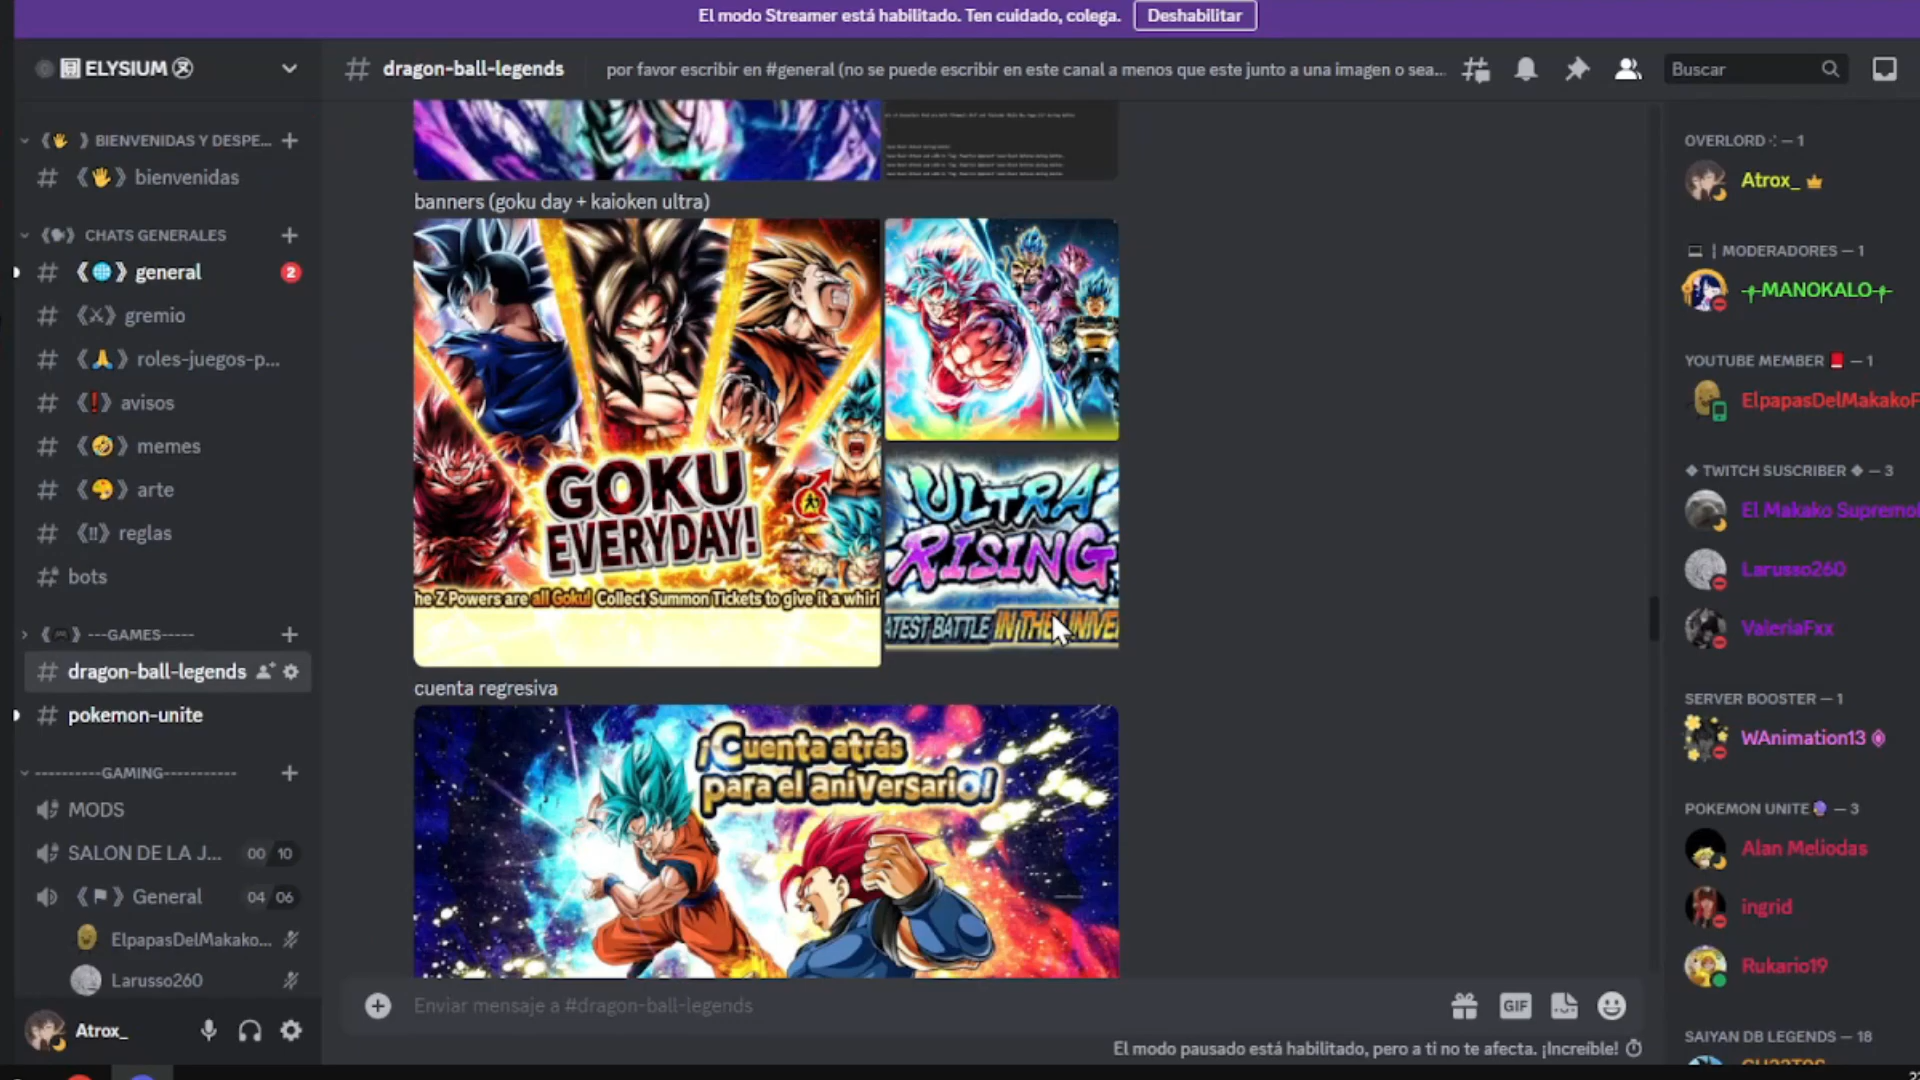 El modo Streamer está habilitado. Ten cuidado, colega.
Deshabilitar
ELYSIUM
dragon-ball-legends
por favor escribir en #general (no se puede escribir en este canal a menos que este junto a una imagen o sea...
Buscar
BIENVENIDAS Y DESPE...
bienvenidas
CHATS GENERALES
general
2
gremio
roles-juegos-p...
avisos
memes
arte
reglas
bots
---GAMES-----
dragon-ball-legends
pokemon-unite
----------GAMING-----------
MODS
SALON DE LA J...
00 10
General
04 06
ElpapasDelMakako...
Larusso260
Atrox_
banners (goku day + kaioken ultra)
GOKU
EVERYDAY!
he Z Powers are all Goku! Collect Summon Tickets to give it a whirl
ULTRA
RISING
ATEST BATTLE IN THE UNIVE
cuenta regresiva
¡Cuenta atrás
para el aniversario!
Enviar mensaje a #dragon-ball-legends
GIF
El modo pausado está habilitado, pero a ti no te afecta. ¡Increíble!
OVERLORD — 1
Atrox_
| MODERADORES — 1
MANOKALO
YOUTUBE MEMBER — 1
ElpapasDelMakakoF
TWITCH SUSCRIBER — 3
El Makako Supremo
Larusso260
ValeriaFxx
SERVER BOOSTER — 1
WAnimation13
POKEMON UNITE — 3
Alan Meliodas
ingrid
Rukario19
SAIYAN DB LEGENDS — 18